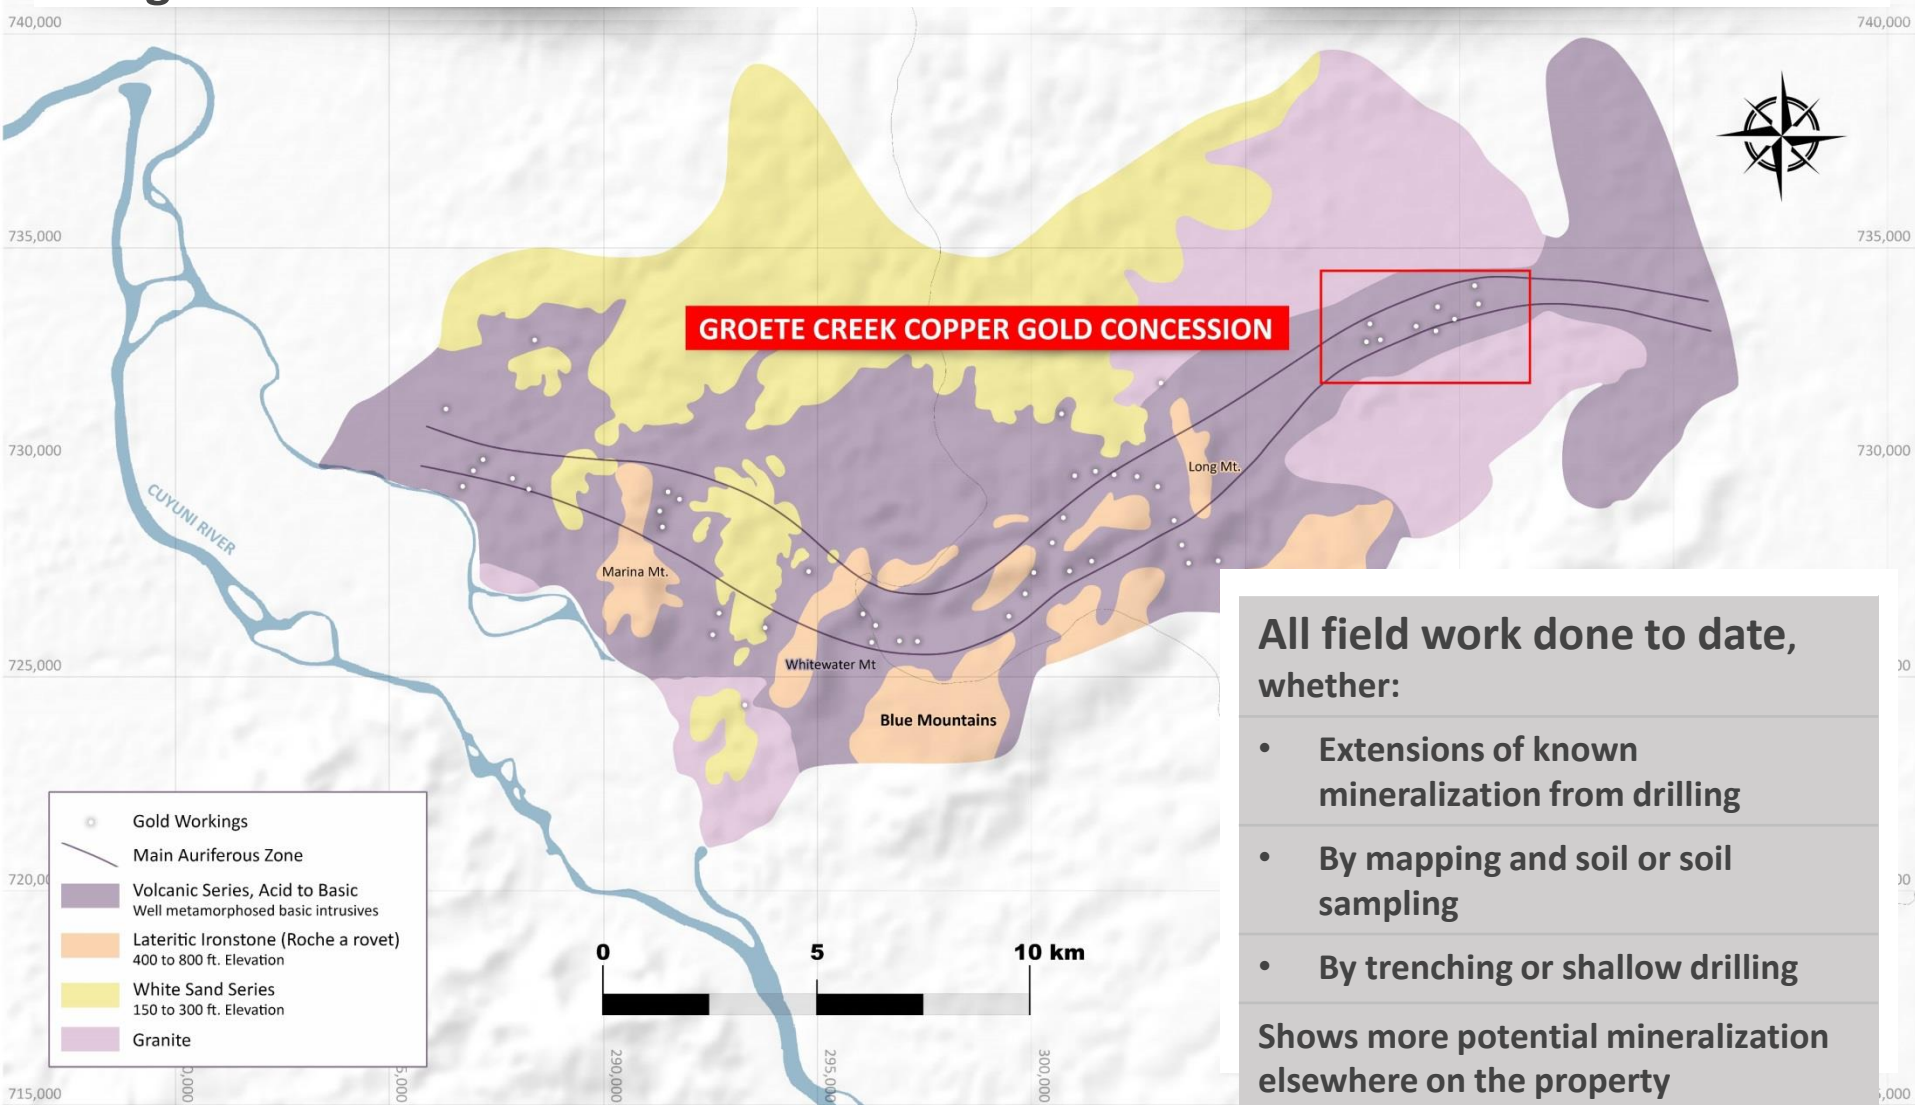 740,000
740,000
735,000
735,000
GROETE CREEK COPPER GOLD CONCESSION
730,000
730,000
Long Mt.
CUYUNI RIVER
Marina Mt.
725,000
Whitewater Mt
Blue Mountains
All field work done to date,
whether:
• Extensions of known
mineralization from drilling
• By mapping and soil or soil
sampling
• By trenching or shallow drilling
Shows more potential mineralization
elsewhere on the property
Gold Workings
Main Auriferous Zone
Volcanic Series, Acid to Basic
Well metamorphosed basic intrusives
Lateritic Ironstone (Roche a rovet)
400 to 800 ft. Elevation
White Sand Series
150 to 300 ft. Elevation
Granite
0 5 10 km
290,000
295,000
300,000
715,000